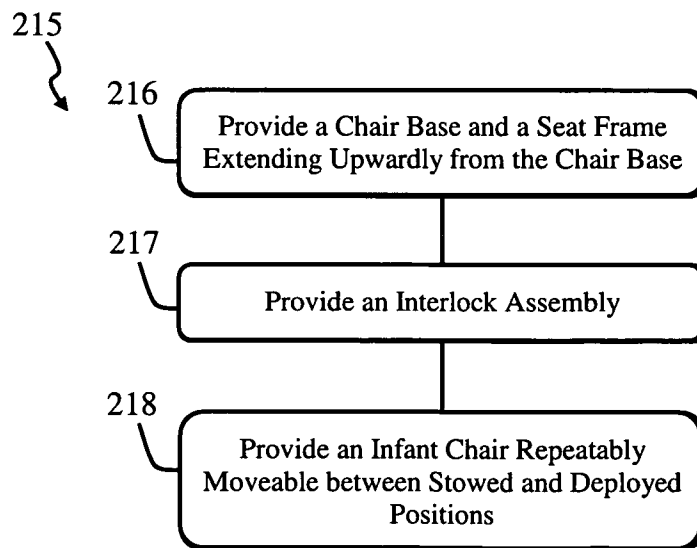 215
216
Provide a Chair Base and a Seat Frame
Extending Upwardly from the Chair Base
217
Provide an Interlock Assembly
218
Provide an Infant Chair Repeatably
Moveable between Stowed and Deployed
Positions